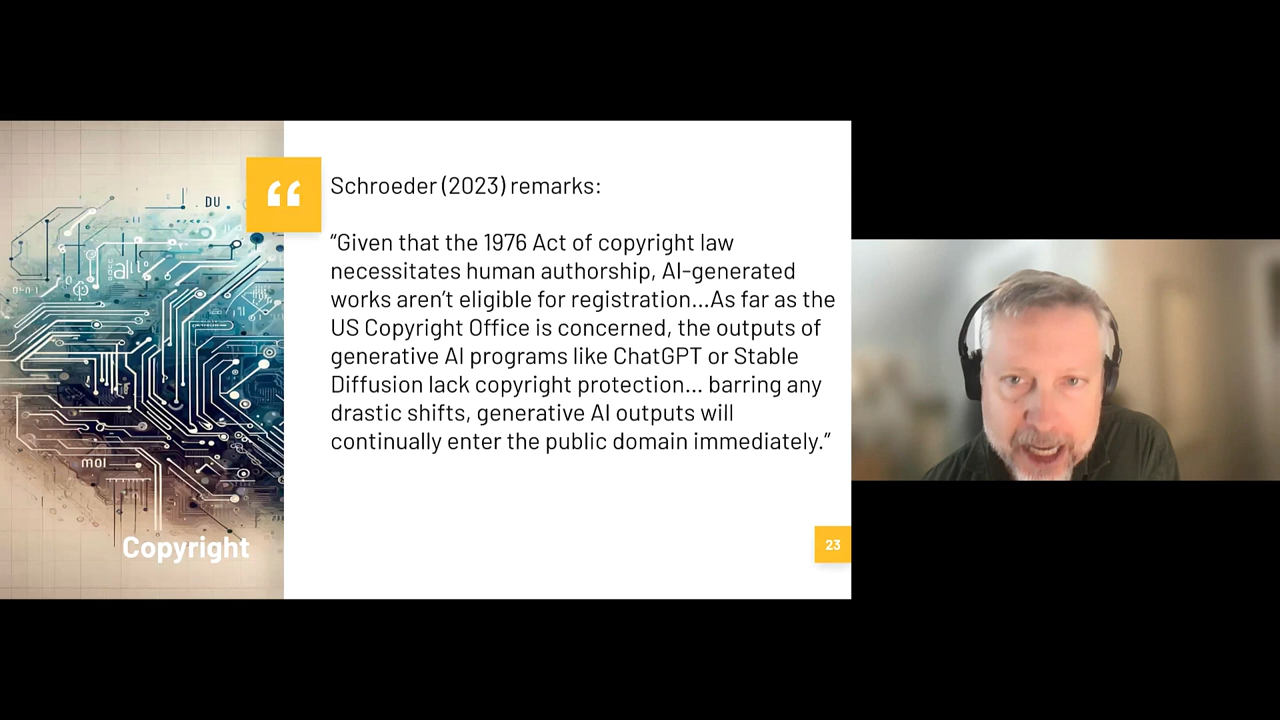 DU
mol
Copyright
“
Schroeder (2023) remarks:
“Given that the 1976 Act of copyright law
necessitates human authorship, AI-generated
works aren’t eligible for registration...As far as the
US Copyright Office is concerned, the outputs of
generative AI programs like ChatGPT or Stable
Diffusion lack copyright protection... barring any
drastic shifts, generative AI outputs will
continually enter the public domain immediately.”
23